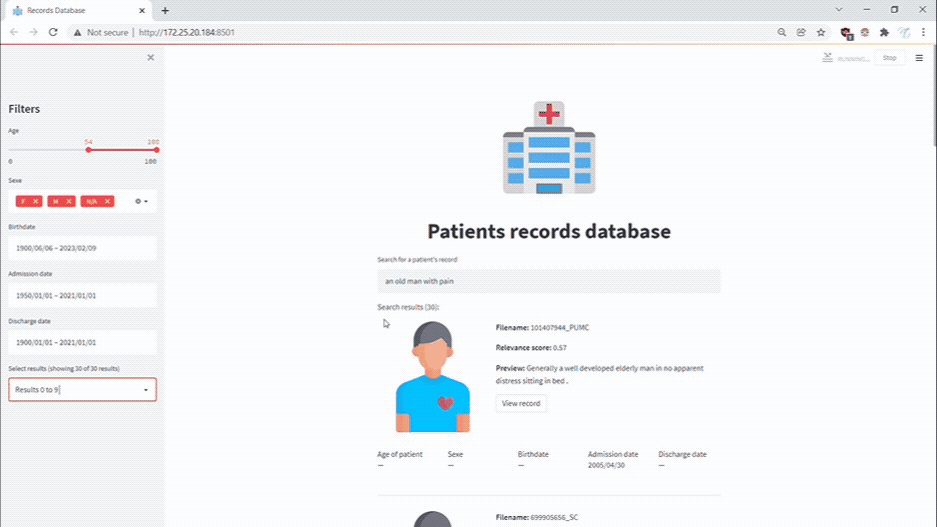 Records Database
Not secure | http://172.25.20.184:8501
RUNNING...
Stop
Filters
Age
54 100
0 100
Sexe
F M N/A
Birthdate
1900/06/06 – 2023/02/09
Admission date
1950/01/01 – 2021/01/01
Discharge date
1900/01/01 – 2021/01/01
Select results (showing 30 of 30 results)
Results 0 to 9
Patients records database
Search for a patient's record
an old man with pain
Search results (30):
Filename: 101407944_PUMC
Relevance score: 0.57
Preview: Generally a well developed elderly man in no apparent
distress sitting in bed .
View record
Age of patient Sexe Birthdate Admission date Discharge date
— — — 2005/04/30 —
Filename: 699905656_SC